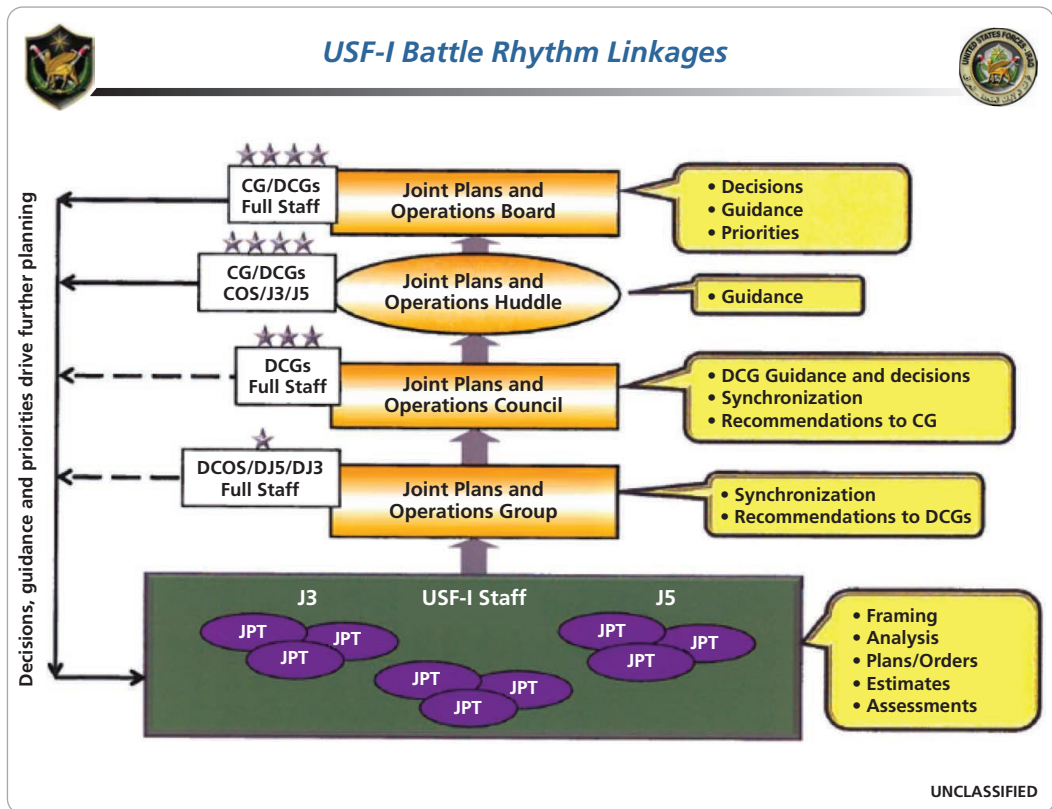 USF-I Battle Rhythm Linkages
UNITED STATES FORCES - IRAQ
Decisions, guidance and priorities drive further planning
CG/DCGs
Full Staff
Joint Plans and
Operations Board
• Decisions
• Guidance
• Priorities
CG/DCGs
COS/J3/J5
Joint Plans and
Operations Huddle
• Guidance
DCGs
Full Staff
Joint Plans and
Operations Council
• DCG Guidance and decisions
• Synchronization
• Recommendations to CG
DCOS/DJ5/DJ3
Full Staff
Joint Plans and
Operations Group
• Synchronization
• Recommendations to DCGs
J3
USF-I Staff
J5
JPT
JPT
JPT
JPT
JPT
JPT
JPT
JPT
JPT
• Framing
• Analysis
• Plans/Orders
• Estimates
• Assessments
UNCLASSIFIED